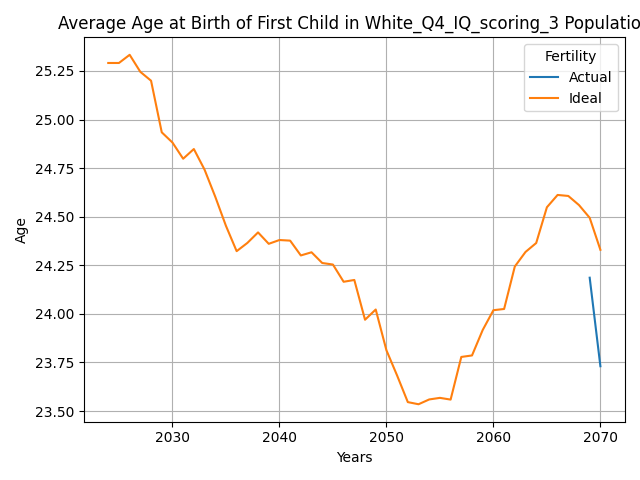 Average Age at Birth of First Child in White_Q4_IQ_scoring_3 Populatio
Fertility
Actual
Ideal
25.25
25.00
24.75
24.50
24.25
24.00
23.75
23.50
Age
2030 2040 2050 2060 2070
Years